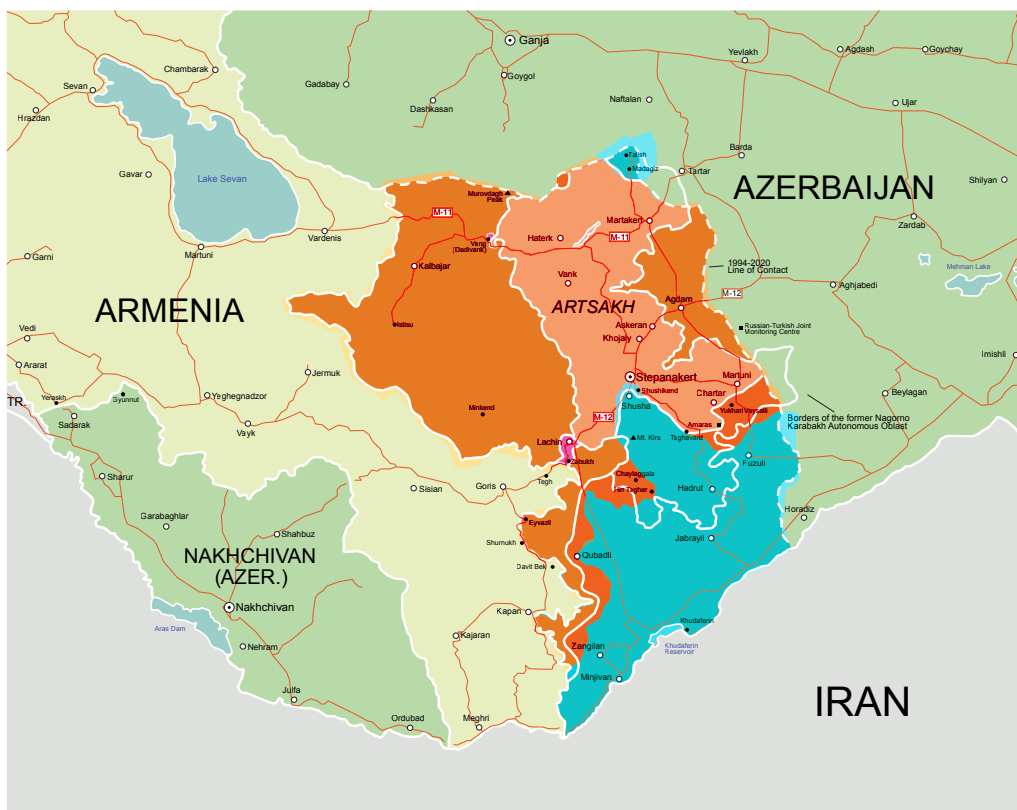 Ganja
Yevlakh
Agdash
Goychay
Chambarak
Gadabay
Goygol
Sevan
Dashkasan
Naftalan
Ujar
Hrazdan
Barda
Talish
Madagiz
Tartar
Gavar
Lake Sevan
AZERBAIJAN
Shilyan
Murovdagh
Peak
M-11
Martakert
Zardab
Vardenis
Vang
(Dadivank)
Haterk
M-11
Martuni
Garni
Kalbajar
1994-2020
Line of Contact
Mehman Lake
Vank
M-12
Aghjabedi
ARMENIA
ARTSAKH
Agdam
Istisu
Askeran
Russian-Turkish Joint
Monitoring Centre
Vedi
Khojaly
Imishli
Ararat
Jermuk
Stepanakert
Martuni
TR.
Yeraskh
Gyunnut
Yeghegnadzor
Shushikend
Shusha
Chartar
Beylagan
Sadarak
Minkend
M-12
Yukhari Veysalli
Borders of the former Nagorno
Karabakh Autonomous Oblast
Vayk
Amaras
Lachin
Mt. Kirs
Taghavard
Zabukh
Fuzuli
Sharur
Tegh
Chaylaggala
Sisian
Goris
Tan Tagher
Hadrut
Garabaghlar
Eyvazli
Horadiz
Shahbuz
Shurnukh
Jabrayil
NAKHCHIVAN
(AZER.)
Qubadli
Davit Bek
Nakhchivan
Kapan
Aras Dam
Kajaran
Khudaferin
Nehram
Zangilan
Khudaferin
Reservoir
Minjivan
Julfa
IRAN
Ordubad
Meghri